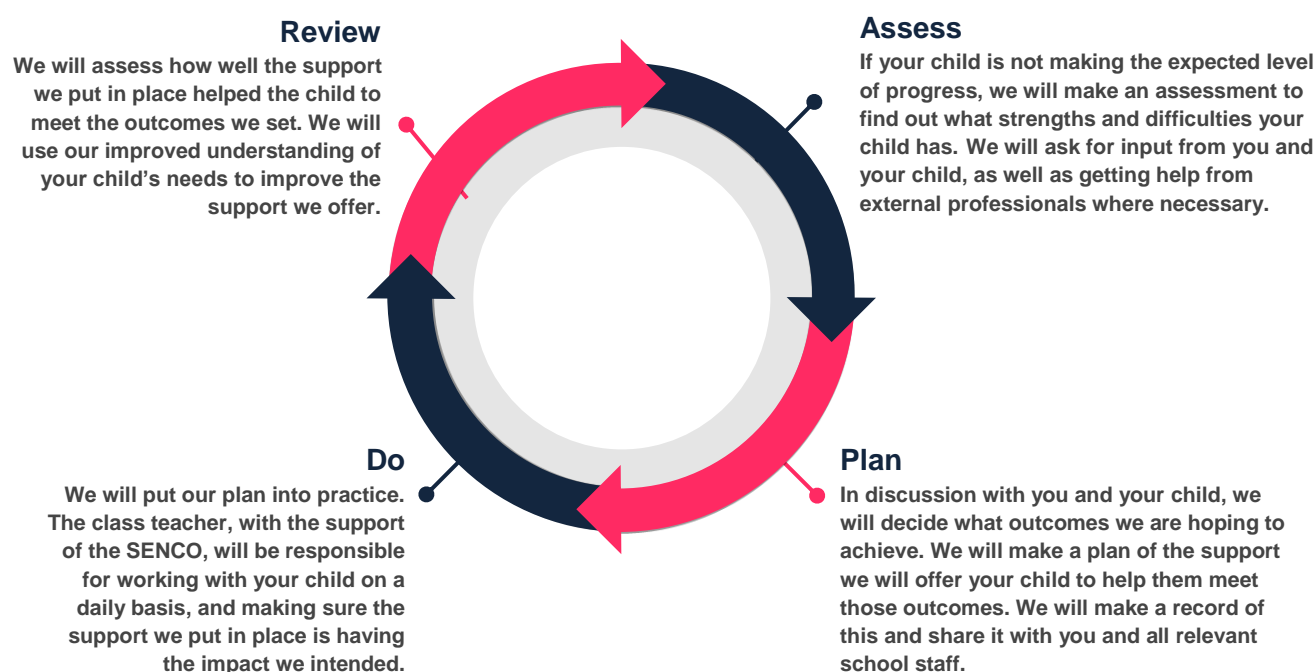 Review
We will assess how well the support
we put in place helped the child to
meet the outcomes we set. We will
use our improved understanding of
your child’s needs to improve the
support we offer.
Assess
If your child is not making the expected level
of progress, we will make an assessment to
find out what strengths and difficulties your
child has. We will ask for input from you and
your child, as well as getting help from
external professionals where necessary.
Do
We will put our plan into practice.
The class teacher, with the support
of the SENCO, will be responsible
for working with your child on a
daily basis, and making sure the
support we put in place is having
the impact we intended.
Plan
In discussion with you and your child, we
will decide what outcomes we are hoping to
achieve. We will make a plan of the support
we will offer your child to help them meet
those outcomes. We will make a record of
this and share it with you and all relevant
school staff.